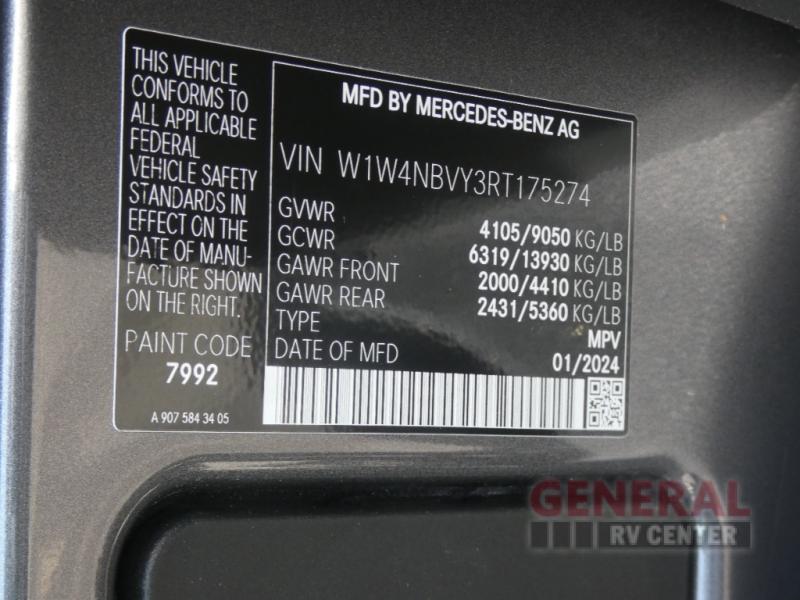 THIS VEHICLE
CONFORMS TO
ALL APPLICABLE
FEDERAL
VEHICLE SAFETY
STANDARDS IN
EFFECT ON THE
DATE OF MANU-
FACTURE SHOWN
ON THE RIGHT.
PAINT CODE
7992
A 907 584 34 05
MFD BY MERCEDES-BENZ AG
VIN W1W4NBVY3RT175274
GVWR 4105/9050 KG/LB
GCWR 6319/13930 KG/LB
GAWR FRONT 2000/4410 KG/LB
GAWR REAR 2431/5360 KG/LB
TYPE MPV
DATE OF MFD 01/2024
GENERAL
RV CENTER